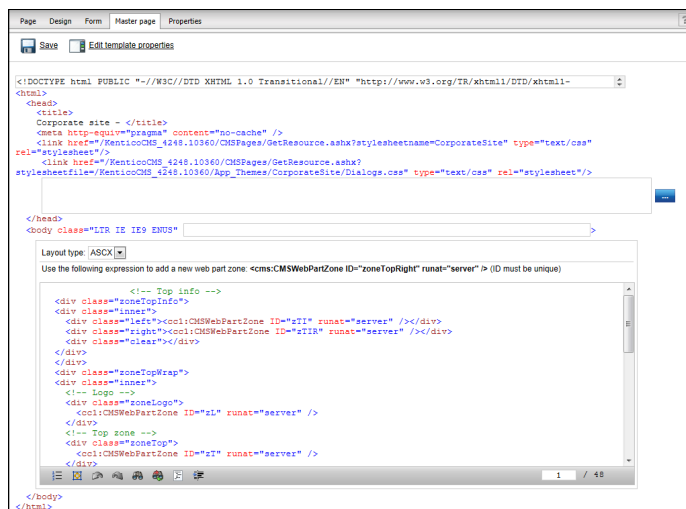 Page Design Form Master page Properties
Save Edit template properties
<!DOCTYPE html PUBLIC "-//W3C//DTD XHTML 1.0 Transitional//EN" "http://www.w3.org/TR/xhtml1/DTD/xhtml1-
<html>
<head>
<title>
Corporate site - </title>
<meta http-equiv="pragma" content="no-cache" />
<link href="/KenticoCMS_4248.10360/CMSPages/GetResource.ashx?stylesheetname=CorporateSite" type="text/css"
rel="stylesheet"/>
<link href="/KenticoCMS_4248.10360/CMSPages/GetResource.ashx?
stylesheetfile=/KenticoCMS_4248.10360/App_Themes/CorporateSite/Dialogs.css" type="text/css" rel="stylesheet"/>
...
</head>
<body class="LTR IE IE9 ENUS" >
Layout type: ASCX
Use the following expression to add a new web part zone: <cms:CMSWebPartZone ID="zoneTopRight" runat="server" /> (ID must be unique)
<!-- Top info -->
<div class="zoneTopInfo">
<div class="inner">
<div class="left"><cc1:CMSWebPartZone ID="zTI" runat="server" /></div>
<div class="right"><cc1:CMSWebPartZone ID="zTIR" runat="server" /></div>
<div class="clear"></div>
</div>
</div>
<div class="zoneTopWrap">
<div class="inner">
<!-- Logo -->
<div class="zoneLogo">
<cc1:CMSWebPartZone ID="zL" runat="server" />
</div>
<!-- Top zone -->
<div class="zoneTop">
<cc1:CMSWebPartZone ID="zT" runat="server" />
</div>
1 / 48
</body>
</html>